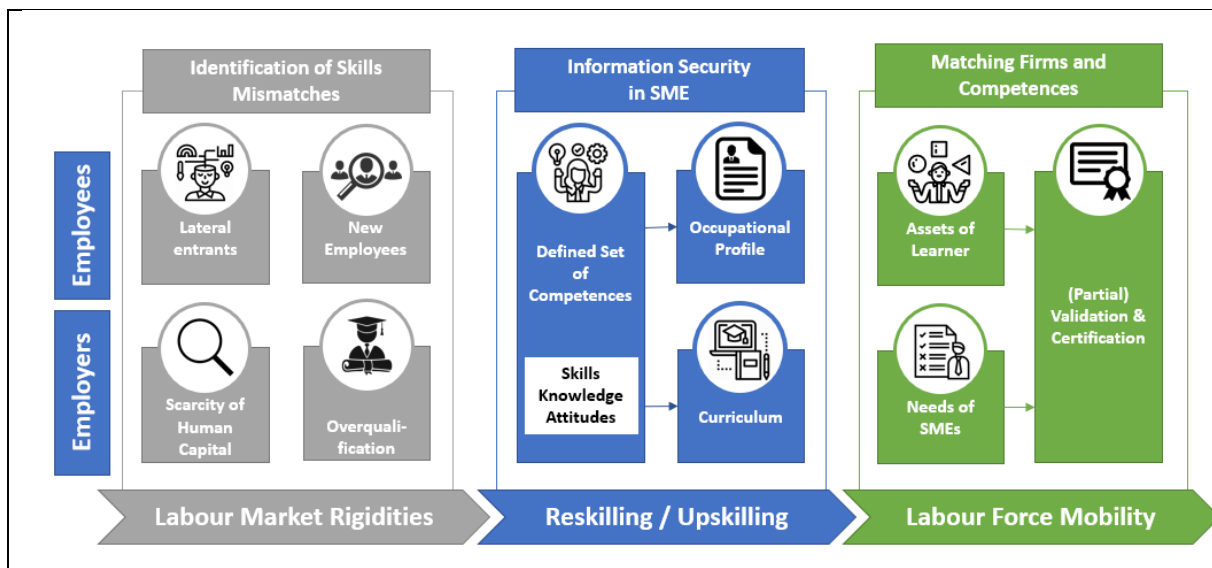 Identification of Skills
Mismatches
Information Security
in SME
Matching Firms and
Competences
Employees
Lateral
entrants
New
Employees
Defined Set
of
Competences
Occupational
Profile
Assets of
Learner
(Partial)
Validation &
Certification
Employers
Scarcity of
Human
Capital
Overquali-
fication
Skills
Knowledge
Attitudes
Curriculum
Needs of
SMEs
Labour Market Rigidities
Reskilling / Upskilling
Labour Force Mobility